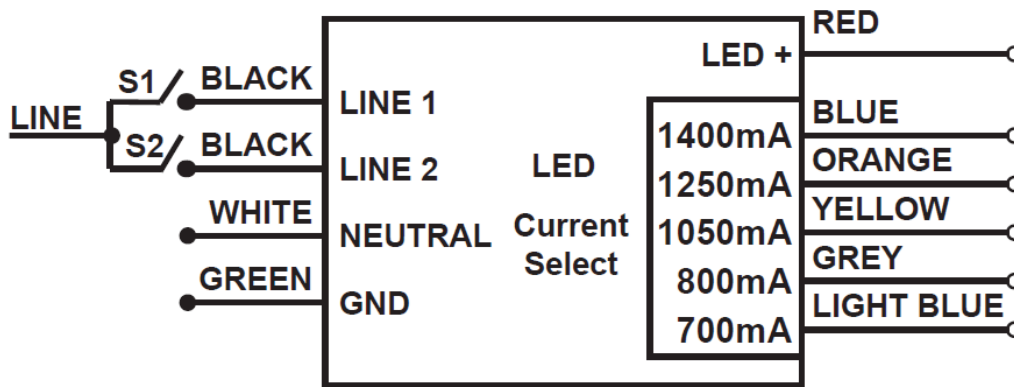 RED
LED +
S1 BLACK
LINE 1
LINE
S2 BLACK
LINE 2
WHITE
NEUTRAL
GREEN
GND
LED
Current
Select
1400mA BLUE
1250mA ORANGE
1050mA YELLOW
800mA GREY
700mA LIGHT BLUE